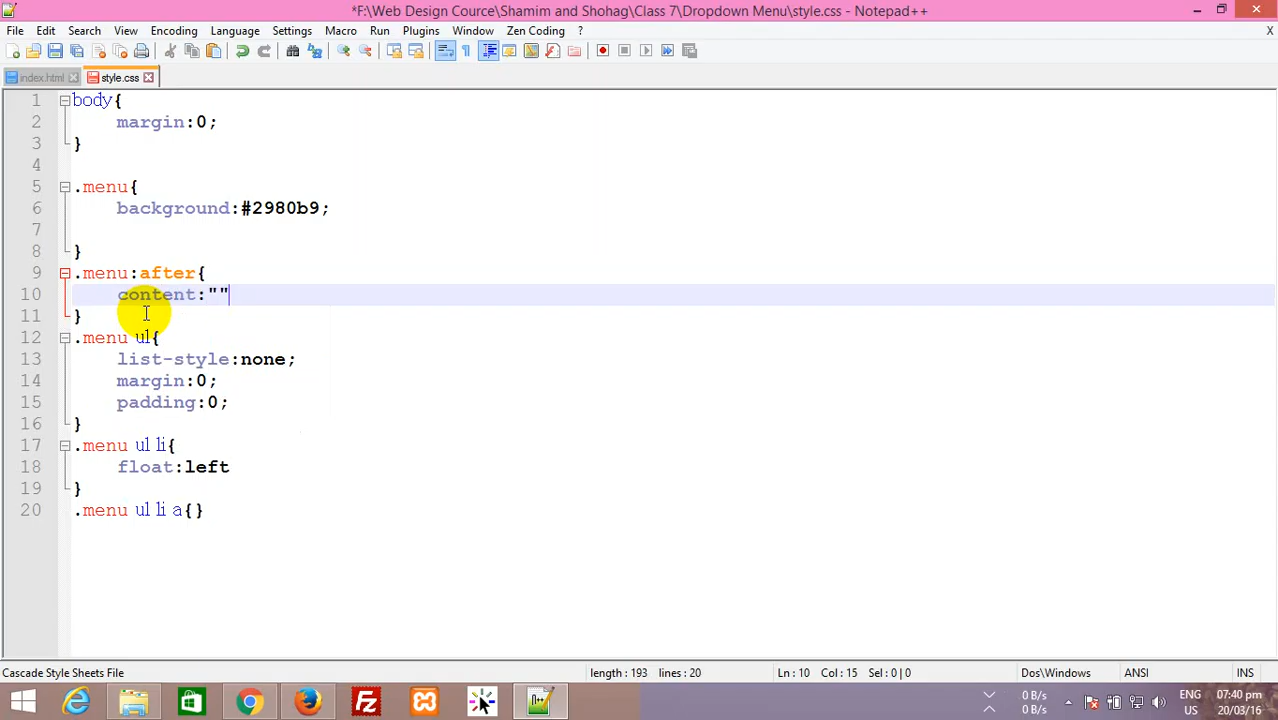 *F:\Web Design Cource\Shamim and Shohag\Class 7\Dropdown Menu\style.css - Notepad++
File Edit Search View Encoding Language Settings Macro Run Plugins Window Zen Coding ? X
index.html style.css
1 body{
2 margin:0;
3 }
4
5 .menu{
6 background:#2980b9;
7
8 }
9 .menu:after{
10 content:""
11 }
12 .menu ul{
13 list-style:none;
14 margin:0;
15 padding:0;
16 }
17 .menu ul li{
18 float:left
19 }
20 .menu ul li a{}
Cascade Style Sheets File length : 193 lines : 20 Ln : 10 Col : 15 Sel : 0 | 0 Dos\Windows ANSI INS
0 B/s ENG 07:40 pm
0 B/s US 20/03/16